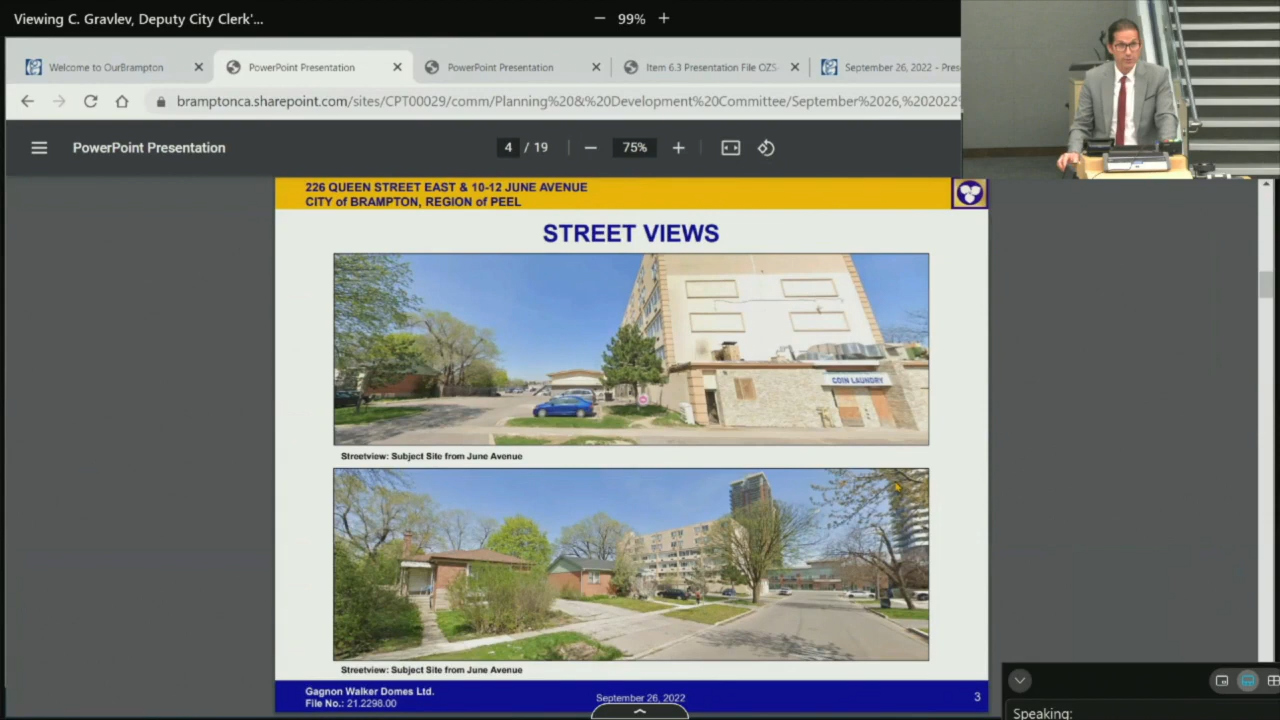 Viewing C. Gravlev, Deputy City Clerk'...
99%
Welcome to OurBrampton
PowerPoint Presentation
PowerPoint Presentation
Item 6.3 Presentation File OZS
September 26, 2022 - Pres
bramptonca.sharepoint.com/sites/CPT00029/comm/Planning%20&%20Development%20Committee/September%2026,%202022%
PowerPoint Presentation
4 / 19
75%
226 QUEEN STREET EAST & 10-12 JUNE AVENUE
CITY of BRAMPTON, REGION of PEEL
STREET VIEWS
COIN LAUNDRY
Streetview: Subject Site from June Avenue
Streetview: Subject Site from June Avenue
Gagnon Walker Domes Ltd.
File No.: 21.2298.00
September 26, 2022
3
Speaking: